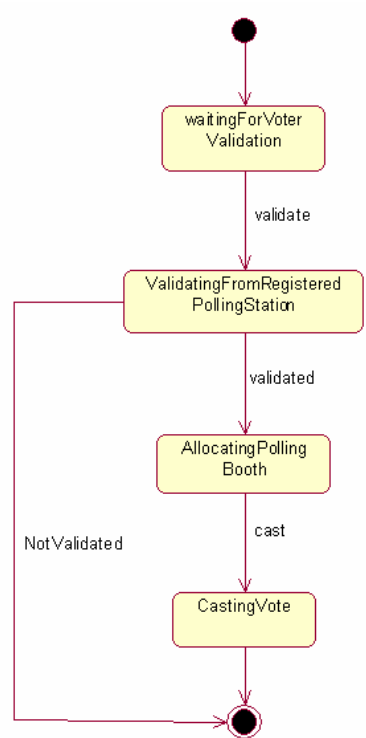 waitingForVoter
Validation
validate
ValidatingFromRegistered
PollingStation
validated
AllocatingPolling
Booth
cast
NotValidated
CastingVote